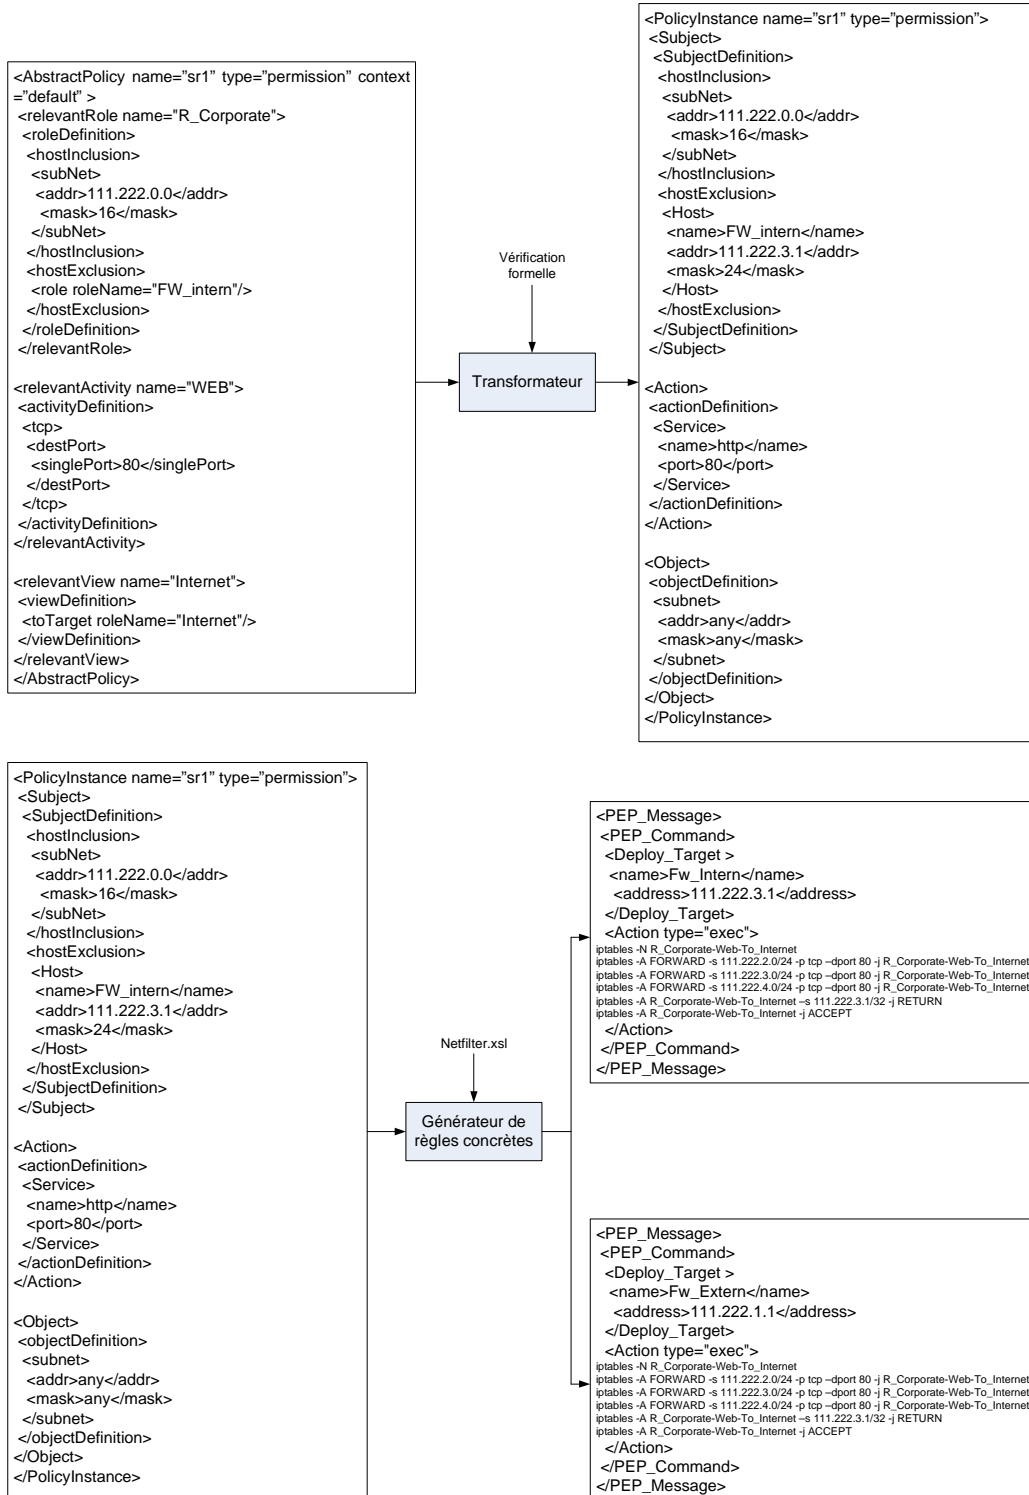 <AbstractPolicy name="sr1" type="permission" context
="default" >
<relevantRole name="R_Corporate">
<roleDefinition>
<hostInclusion>
<subNet>
<addr>111.222.0.0</addr>
<mask>16</mask>
</subNet>
</hostInclusion>
<hostExclusion>
<role roleName="FW_intern"/>
</hostExclusion>
</roleDefinition>
</relevantRole>
<relevantActivity name="WEB">
<activityDefinition>
<tcp>
<destPort>
<singlePort>80</singlePort>
</destPort>
</tcp>
</activityDefinition>
</relevantActivity>
<relevantView name="Internet">
<viewDefinition>
<toTarget roleName="Internet"/>
</viewDefinition>
</relevantView>
</AbstractPolicy>
Vérification
formelle
Transformateur
<PolicyInstance name="sr1" type="permission">
<Subject>
<SubjectDefinition>
<hostInclusion>
<subNet>
<addr>111.222.0.0</addr>
<mask>16</mask>
</subNet>
</hostInclusion>
<hostExclusion>
<Host>
<name>FW_intern</name>
<addr>111.222.3.1</addr>
<mask>24</mask>
</Host>
</hostExclusion>
</SubjectDefinition>
</Subject>
<Action>
<actionDefinition>
<Service>
<name>http</name>
<port>80</port>
</Service>
</actionDefinition>
</Action>
<Object>
<objectDefinition>
<subnet>
<addr>any</addr>
<mask>any</mask>
</subnet>
</objectDefinition>
</Object>
</PolicyInstance>
<PolicyInstance name="sr1" type="permission">
<Subject>
<SubjectDefinition>
<hostInclusion>
<subNet>
<addr>111.222.0.0</addr>
<mask>16</mask>
</subNet>
</hostInclusion>
<hostExclusion>
<Host>
<name>FW_intern</name>
<addr>111.222.3.1</addr>
<mask>24</mask>
</Host>
</hostExclusion>
</SubjectDefinition>
</Subject>
<Action>
<actionDefinition>
<Service>
<name>http</name>
<port>80</port>
</Service>
</actionDefinition>
</Action>
<Object>
<objectDefinition>
<subnet>
<addr>any</addr>
<mask>any</mask>
</subnet>
</objectDefinition>
</Object>
</PolicyInstance>
Netfilter.xsl
Générateur de
règles concrètes
<PEP_Message>
<PEP_Command>
<Deploy_Target >
<name>Fw_Intern</name>
<address>111.222.3.1</address>
</Deploy_Target>
<Action type="exec">
iptables -N R_Corporate-Web-To_Internet
iptables -A FORWARD -s 111.222.2.0/24 -p tcp –dport 80 -j R_Corporate-Web-To_Internet
iptables -A FORWARD -s 111.222.3.0/24 -p tcp –dport 80 -j R_Corporate-Web-To_Internet
iptables -A FORWARD -s 111.222.4.0/24 -p tcp –dport 80 -j R_Corporate-Web-To_Internet
iptables -A R_Corporate-Web-To_Internet –s 111.222.3.1/32 -j RETURN
iptables -A R_Corporate-Web-To_Internet -j ACCEPT
</Action>
</PEP_Command>
</PEP_Message>
<PEP_Message>
<PEP_Command>
<Deploy_Target >
<name>Fw_Extern</name>
<address>111.222.1.1</address>
</Deploy_Target>
<Action type="exec">
iptables -N R_Corporate-Web-To_Internet
iptables -A FORWARD -s 111.222.2.0/24 -p tcp –dport 80 -j R_Corporate-Web-To_Internet
iptables -A FORWARD -s 111.222.3.0/24 -p tcp –dport 80 -j R_Corporate-Web-To_Internet
iptables -A FORWARD -s 111.222.4.0/24 -p tcp –dport 80 -j R_Corporate-Web-To_Internet
iptables -A R_Corporate-Web-To_Internet –s 111.222.3.1/32 -j RETURN
iptables -A R_Corporate-Web-To_Internet -j ACCEPT
</Action>
</PEP_Command>
</PEP_Message>